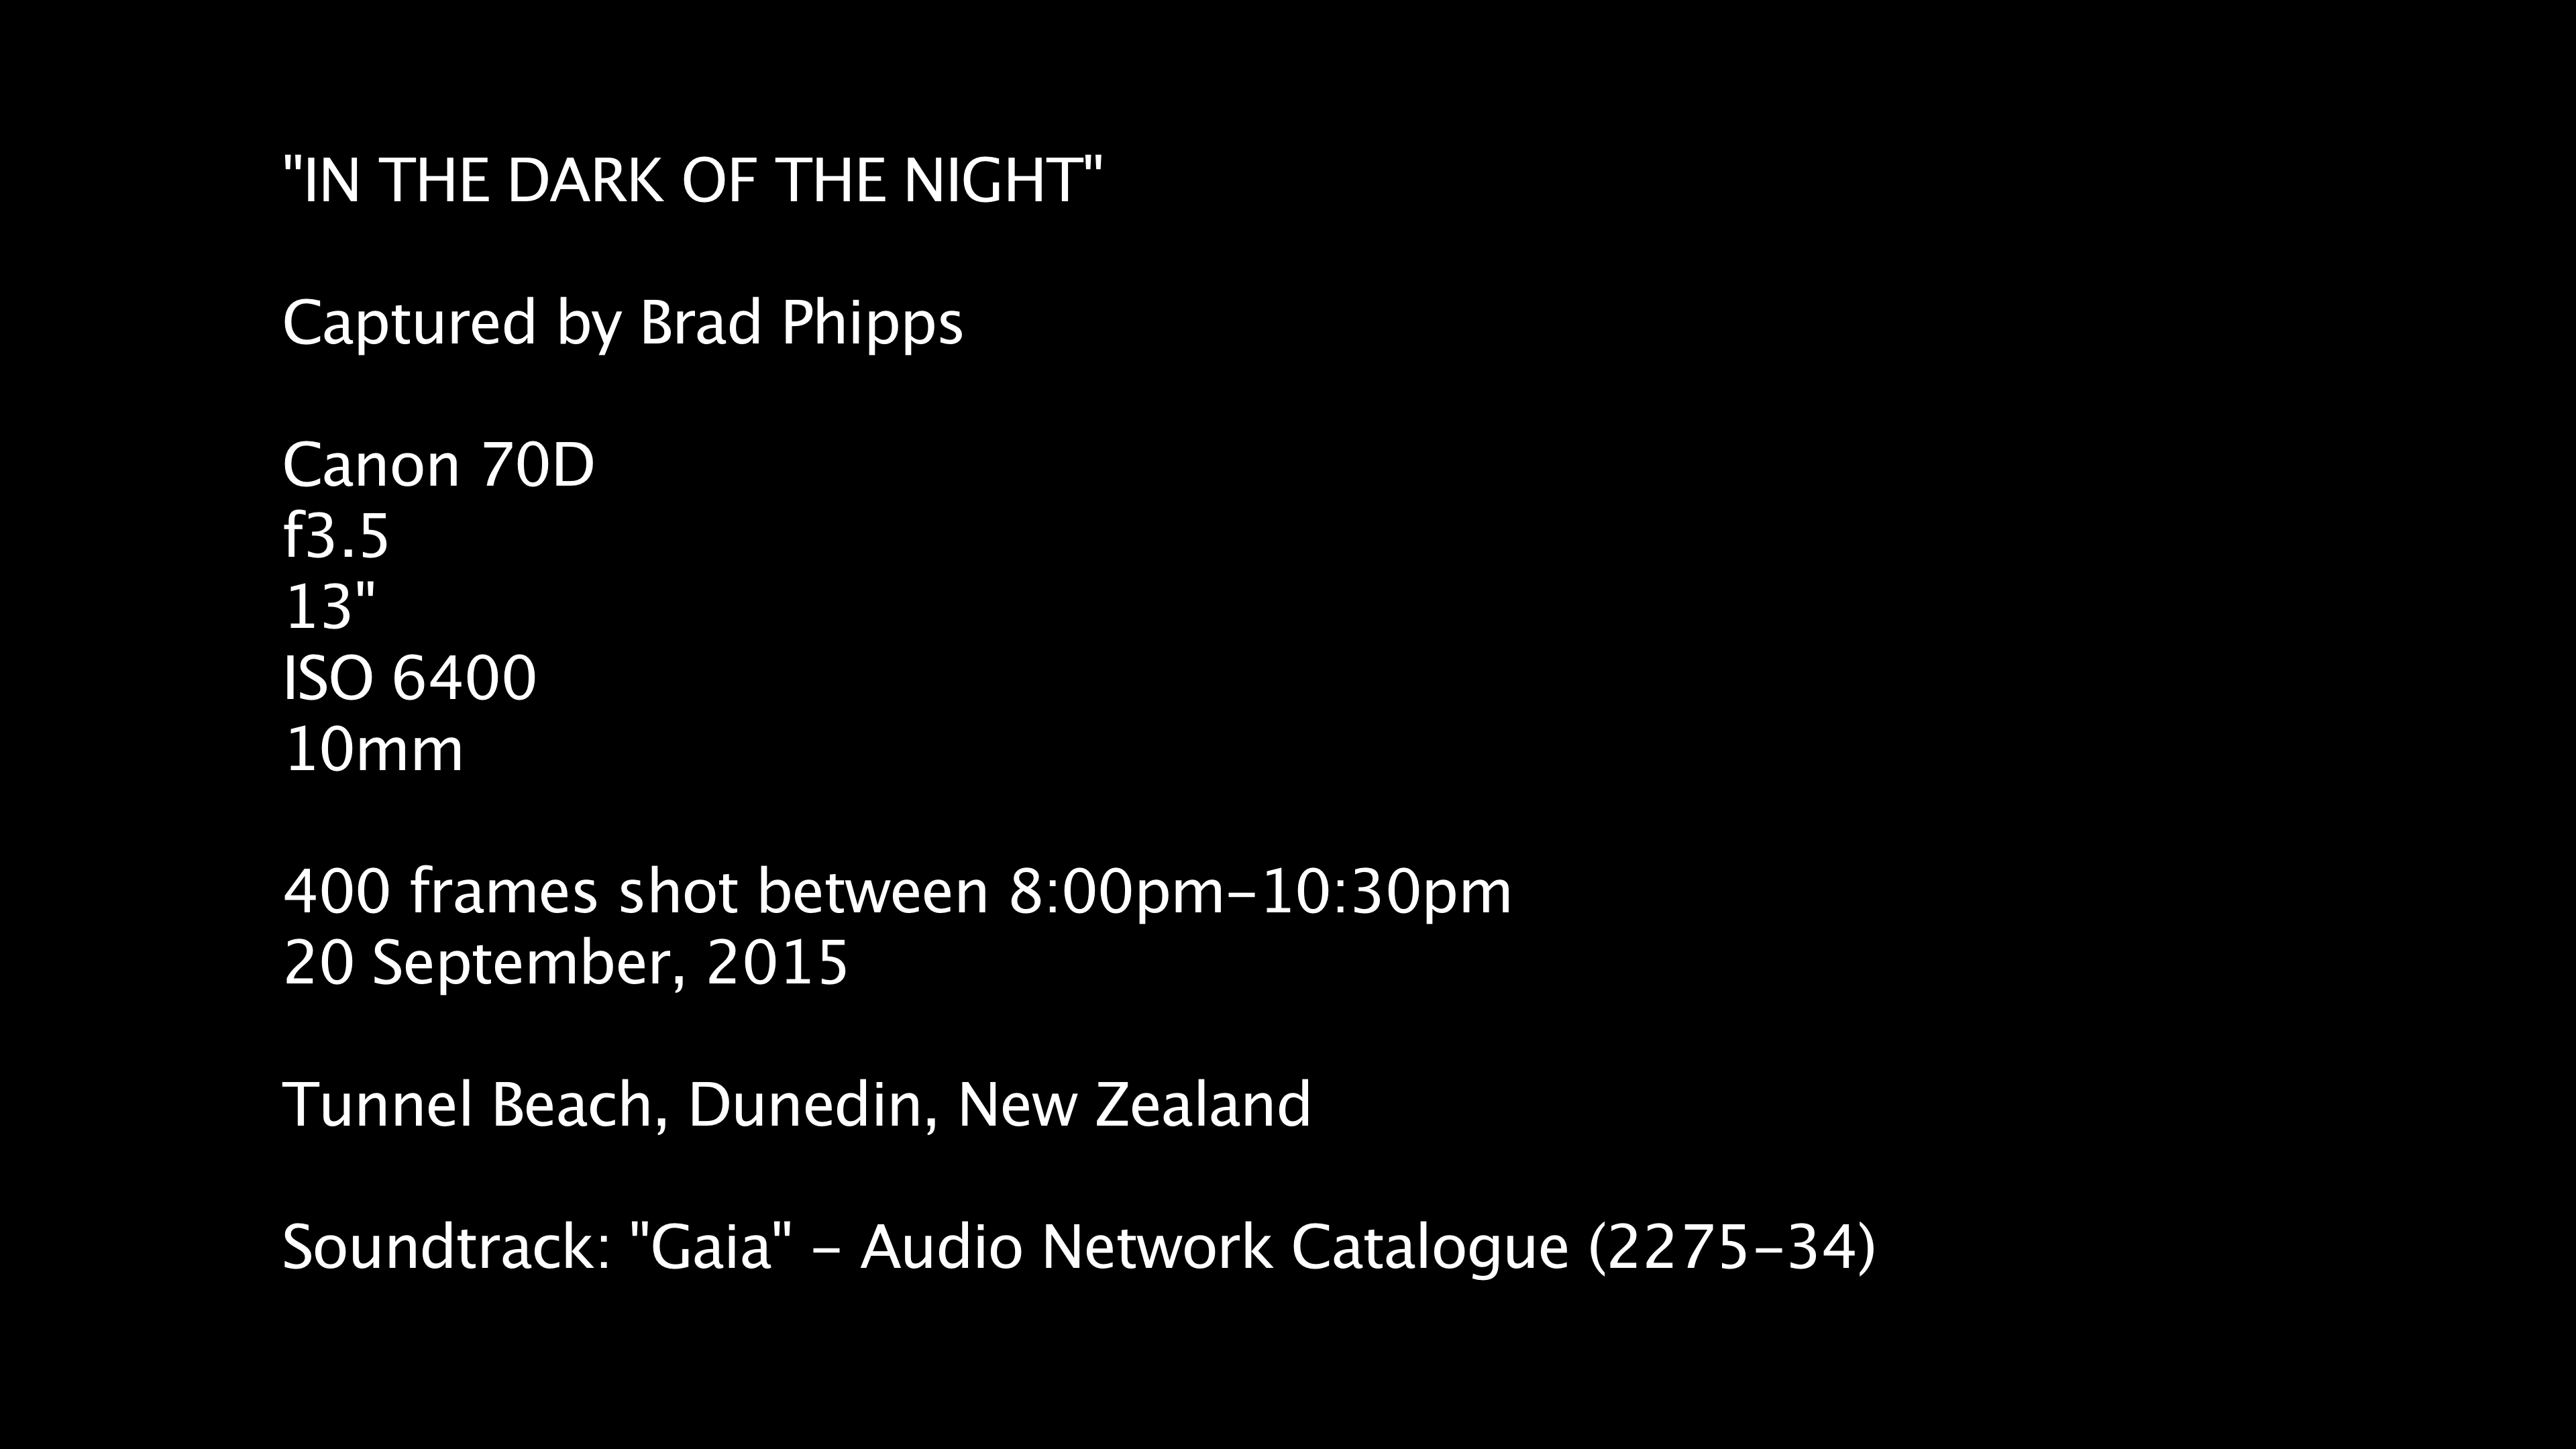 "IN THE DARK OF THE NIGHT"
Captured by Brad Phipps
Canon 70D
f3.5
13"
ISO 6400
10mm
400 frames shot between 8:00pm-10:30pm
20 September, 2015
Tunnel Beach, Dunedin, New Zealand
Soundtrack: "Gaia" - Audio Network Catalogue (2275-34)